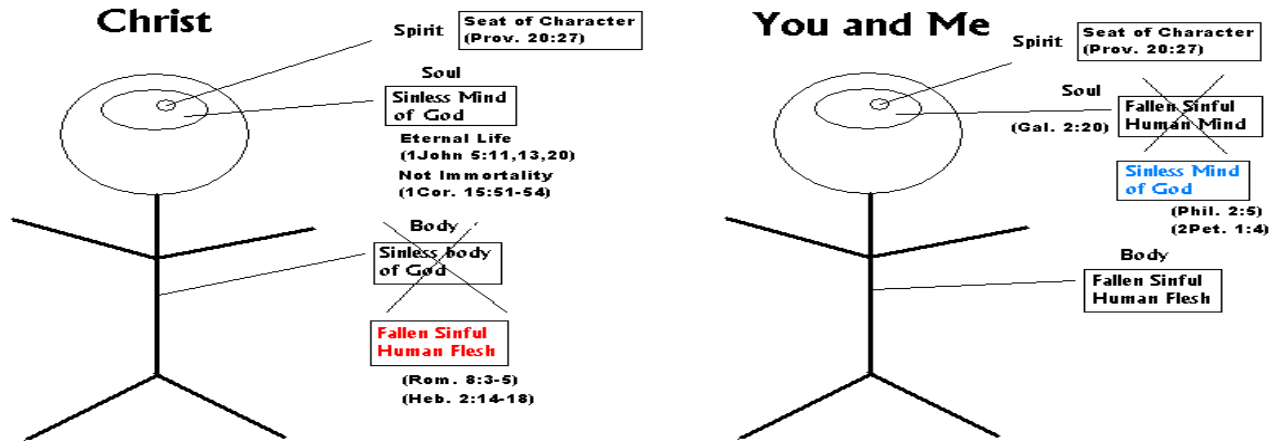 Christ
Spirit
Seat of Character
(Prov. 20:27)
Soul
Sinless Mind
of God
Eternal Life
(1John 5:11,13,20)
Not Immortality
(1Cor. 15:51-54)
Body
Sinless body
of God
Fallen Sinful
Human Flesh
(Rom. 8:3-5)
(Heb. 2:14-18)
You and Me
Spirit
Seat of Character
(Prov. 20:27)
Soul
(Gal. 2:20)
Fallen Sinful
Human Mind
Sinless Mind
of God
(Phil. 2:5)
(2Pet. 1:4)
Body
Fallen Sinful
Human Flesh